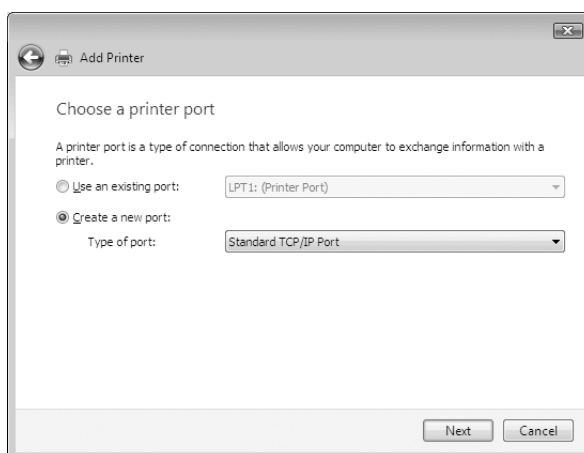 Add Printer
Choose a printer port
A printer port is a type of connection that allows your computer to exchange information with a
printer.
Use an existing port: LPT1: (Printer Port)
Create a new port:
Type of port: Standard TCP/IP Port
Next Cancel